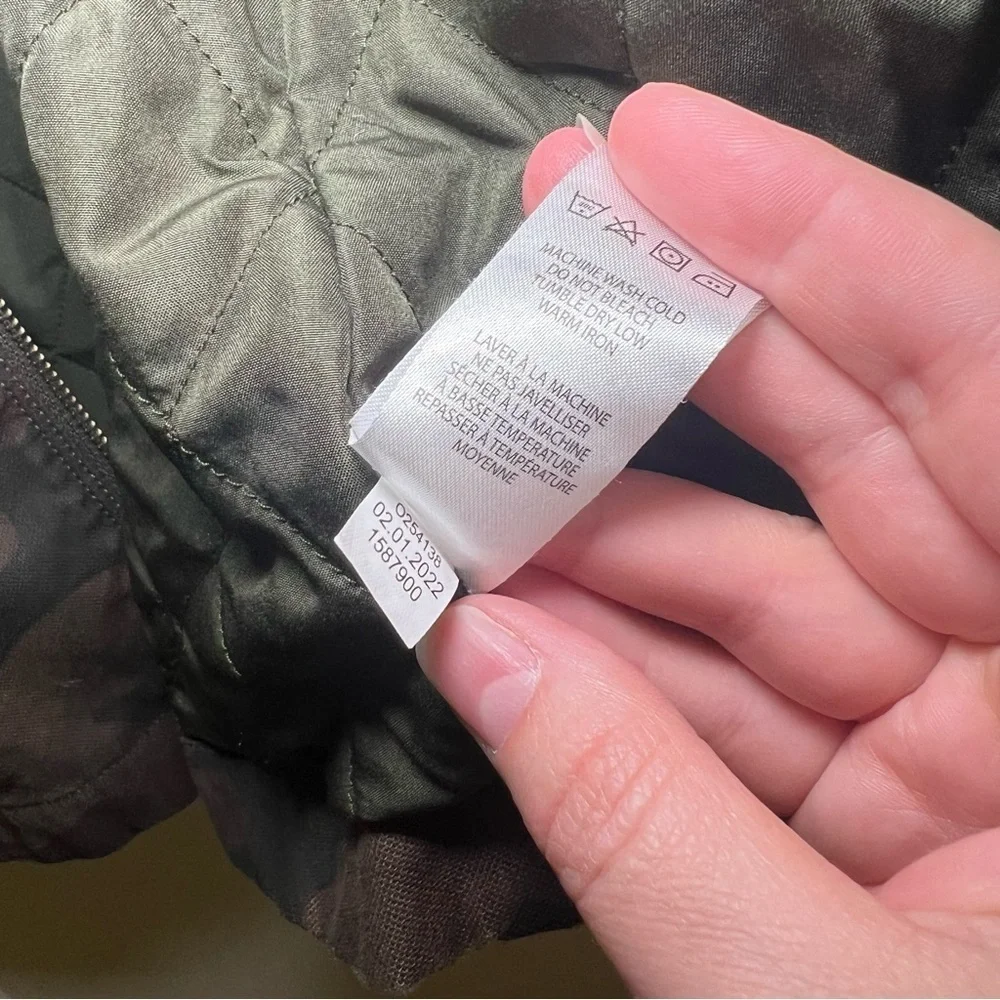 MACHINE WASH COLD
DO NOT BLEACH
TUMBLE DRY LOW
WARM IRON
LAVER À LA MACHINE
NE PAS JAVELLISER
SÉCHER À LA MACHINE
À BASSE TEMPÉRATURE
REPASSER À TEMPÉRATURE
MOYENNE
O254138
02.01.2022
1587900